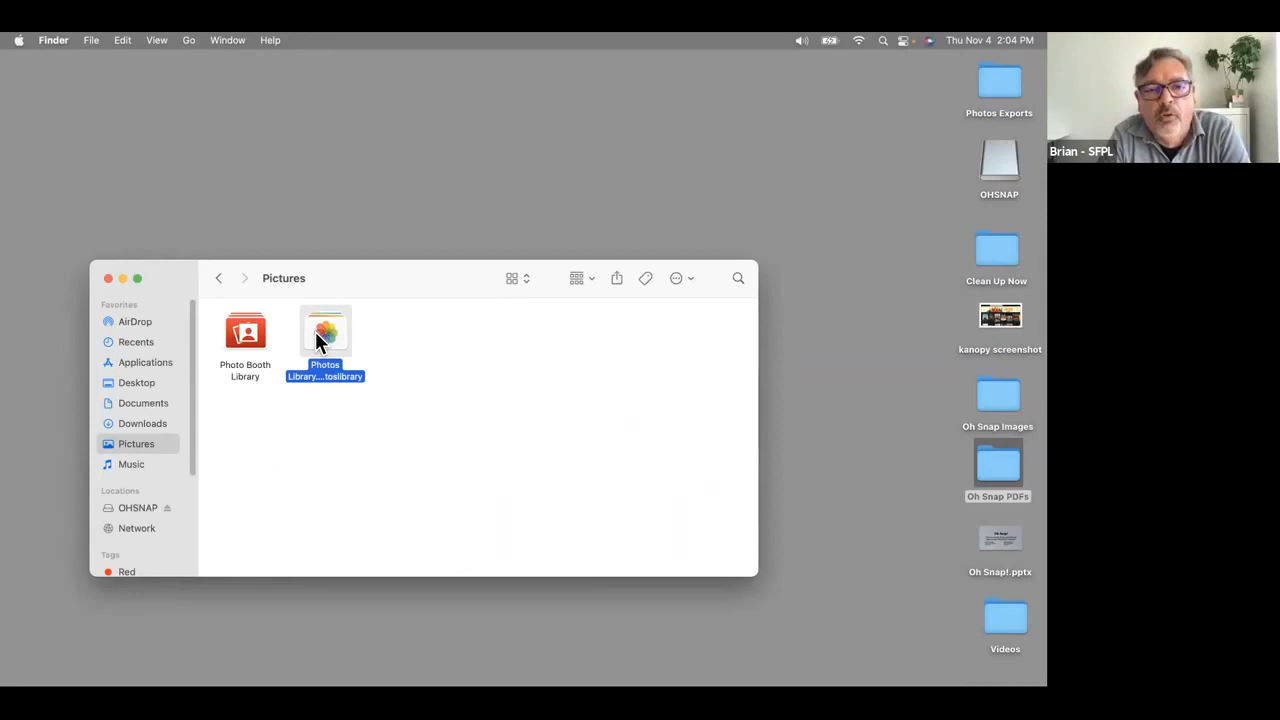 Finder File Edit View Go Window Help
Thu Nov 4 2:04 PM
Photos Exports
Brian - SFPL
OHSNAP
Clean Up Now
kanopy screenshot
Oh Snap Images
Oh Snap PDFs
Oh Snap!.pptx
Videos
Pictures
Favorites
AirDrop
Recents
Applications
Desktop
Documents
Downloads
Pictures
Music
Locations
OHSNAP
Network
Tags
Red
Photo Booth
Library
Photos
Library....toslibrary